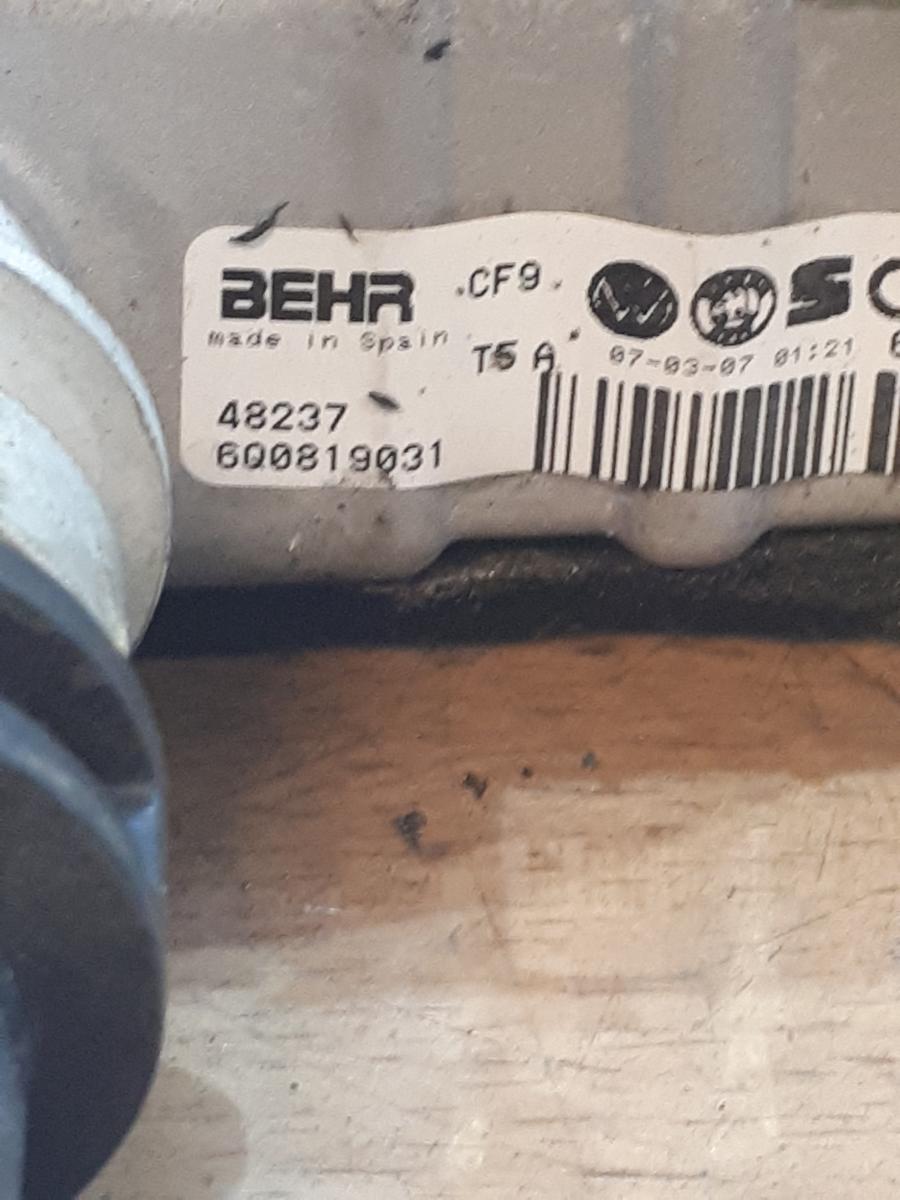 BEHR
made in Spain
.CF9.
T5 A
07-03-07 01:21
48237
6Q0819031